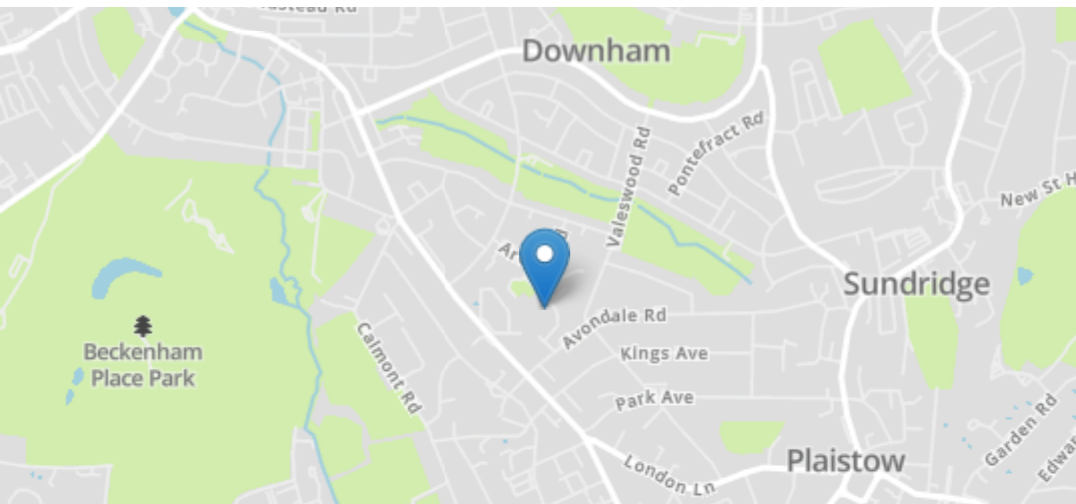 Downham
Pontefract Rd
Valeswood Rd
New St H
Sundridge
Avondale Rd
Beckenham
Place Park
Calmont Rd
Kings Ave
Park Ave
Garden Rd
Plaistow
London Ln